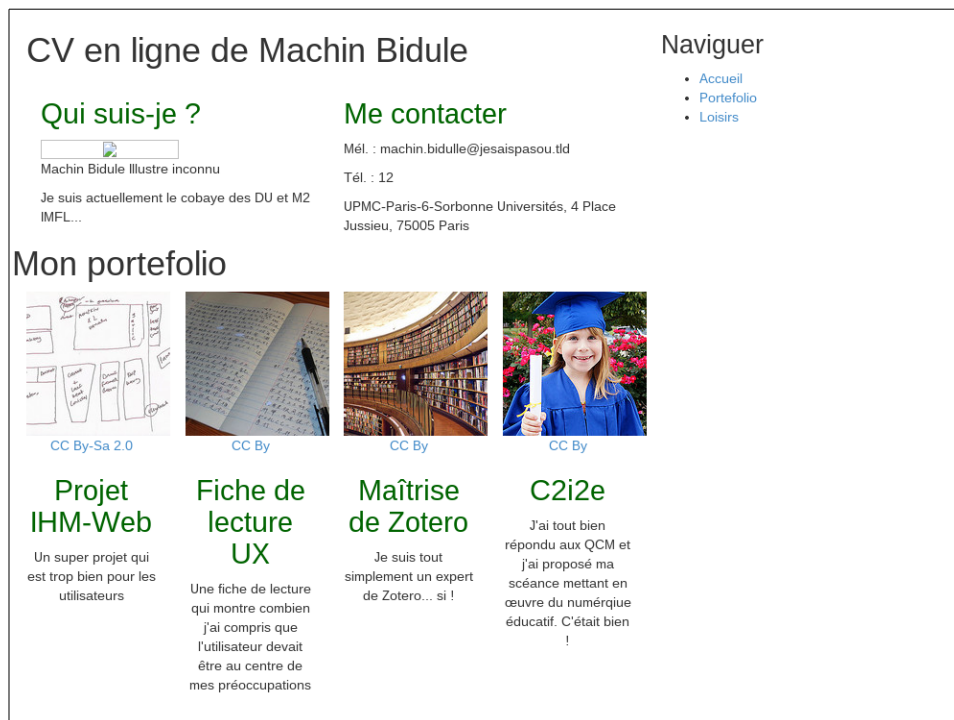 CV en ligne de Machin Bidule
Naviguer
Accueil
Portefolio
Loisirs
Qui suis-je ?
Machin Bidule Illustre inconnu
Je suis actuellement le cobaye des DU et M2
IMFL...
Me contacter
Mél. : machin.bidulle@jesaispasou.tld
Tél. : 12
UPMC-Paris-6-Sorbonne Universités, 4 Place
Jussieu, 75005 Paris
Mon portefolio
CC By-Sa 2.0
Projet
IHM-Web
Un super projet qui
est trop bien pour les
utilisateurs
CC By
Fiche de
lecture
UX
Une fiche de lecture
qui montre combien
j'ai compris que
l'utilisateur devait
être au centre de
mes préoccupations
CC By
Maîtrise
de Zotero
Je suis tout
simplement un expert
de Zotero... si !
CC By
C2i2e
J'ai tout bien
répondu aux QCM et
j'ai proposé ma
scéance mettant en
œuvre du numérqiue
éducatif. C'était bien
!